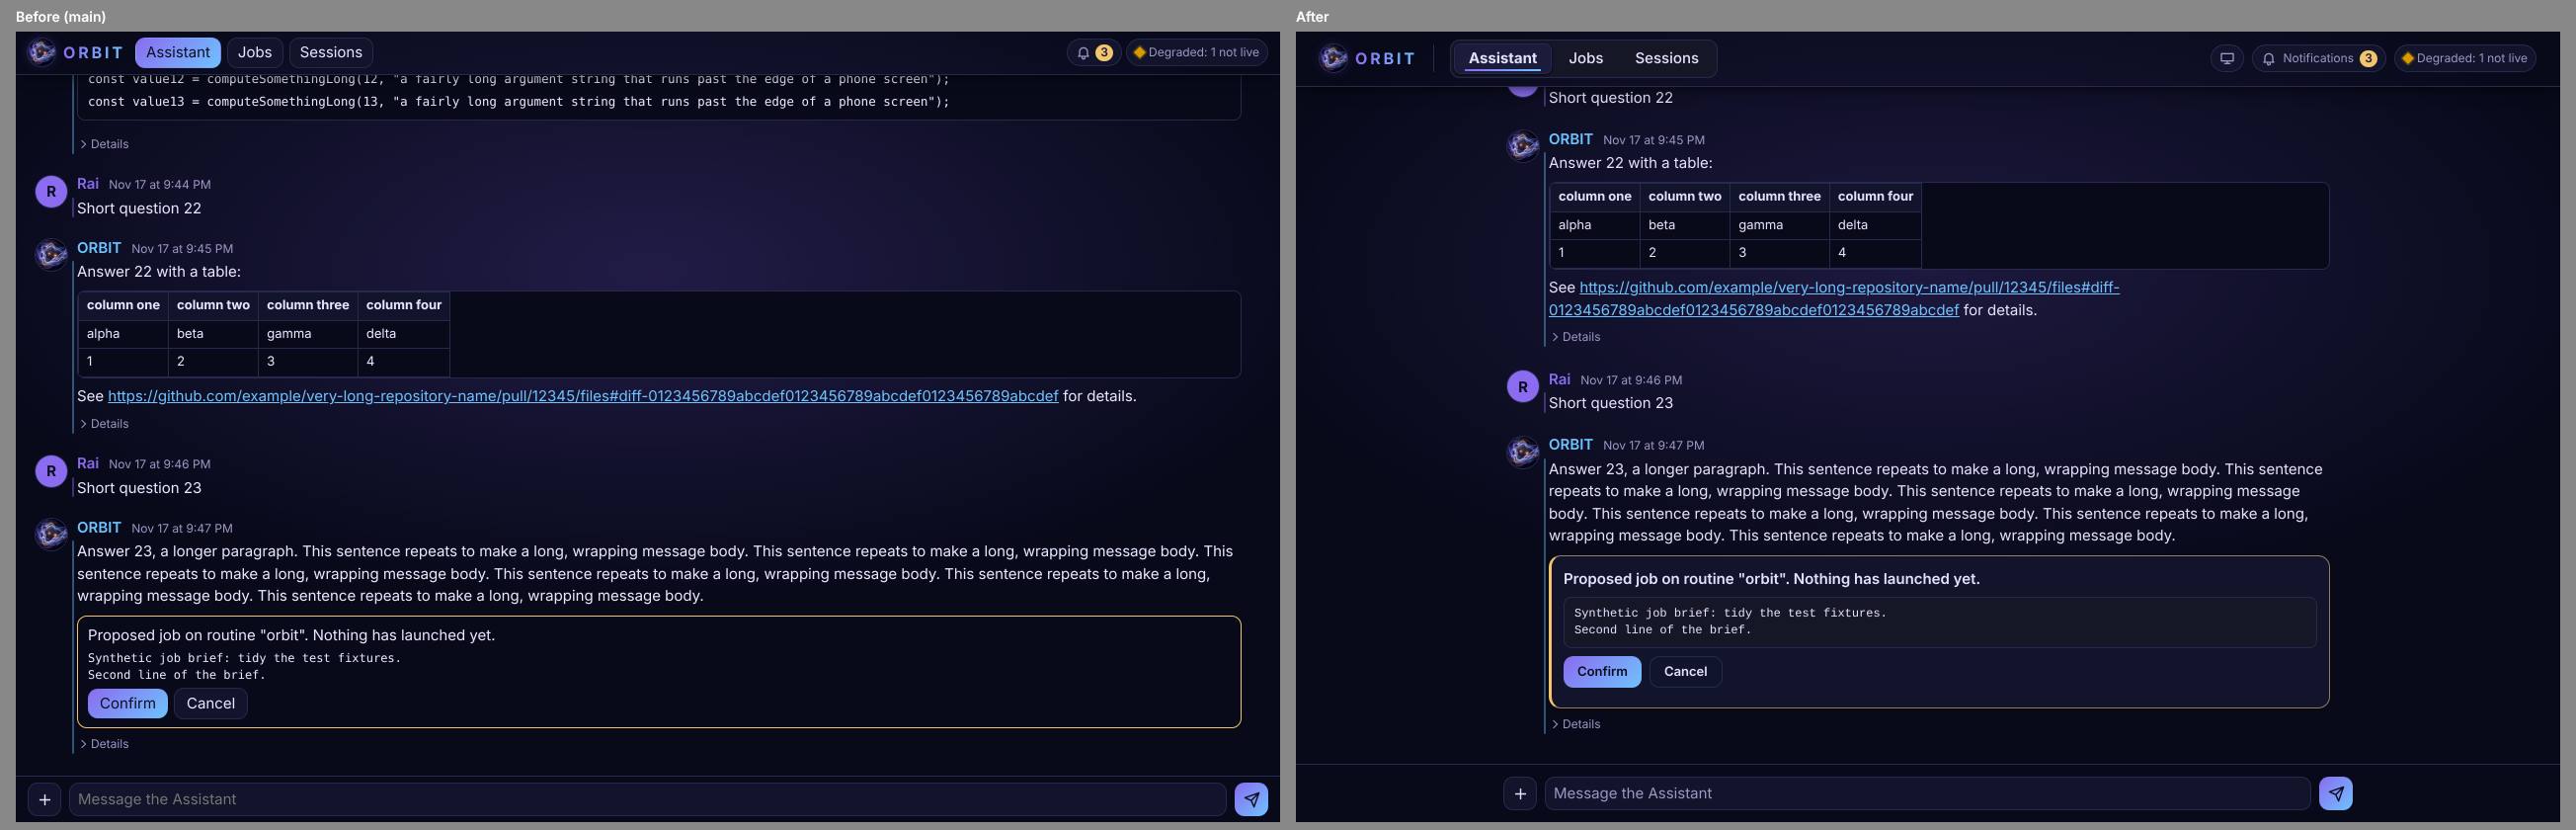 Before (main)
ORBIT Assistant Jobs Sessions 3 Degraded: 1 not live
const value12 = computeSomethingLong(12, "a fairly long argument string that runs past the edge of a phone screen");
const value13 = computeSomethingLong(13, "a fairly long argument string that runs past the edge of a phone screen");
Details
R Rai Nov 17 at 9:44 PM
Short question 22
ORBIT Nov 17 at 9:45 PM
Answer 22 with a table:
column one column two column three column four
alpha beta gamma delta
1 2 3 4
See https://github.com/example/very-long-repository-name/pull/12345/files#diff-0123456789abcdef0123456789abcdef0123456789abcdef for details.
Details
R Rai Nov 17 at 9:46 PM
Short question 23
ORBIT Nov 17 at 9:47 PM
Answer 23, a longer paragraph. This sentence repeats to make a long, wrapping message body. This sentence repeats to make a long, wrapping message body. This
sentence repeats to make a long, wrapping message body. This sentence repeats to make a long, wrapping message body. This sentence repeats to make a long,
wrapping message body. This sentence repeats to make a long, wrapping message body.
Proposed job on routine "orbit". Nothing has launched yet.
Synthetic job brief: tidy the test fixtures.
Second line of the brief.
Confirm Cancel
Details
Message the Assistant
After
ORBIT Assistant Jobs Sessions Notifications 3 Degraded: 1 not live
Short question 22
ORBIT Nov 17 at 9:45 PM
Answer 22 with a table:
column one column two column three column four
alpha beta gamma delta
1 2 3 4
See https://github.com/example/very-long-repository-name/pull/12345/files#diff-
0123456789abcdef0123456789abcdef0123456789abcdef for details.
Details
R Rai Nov 17 at 9:46 PM
Short question 23
ORBIT Nov 17 at 9:47 PM
Answer 23, a longer paragraph. This sentence repeats to make a long, wrapping message body. This sentence
repeats to make a long, wrapping message body. This sentence repeats to make a long, wrapping message
body. This sentence repeats to make a long, wrapping message body. This sentence repeats to make a long,
wrapping message body. This sentence repeats to make a long, wrapping message body.
Proposed job on routine "orbit". Nothing has launched yet.
Synthetic job brief: tidy the test fixtures.
Second line of the brief.
Confirm Cancel
Details
Message the Assistant